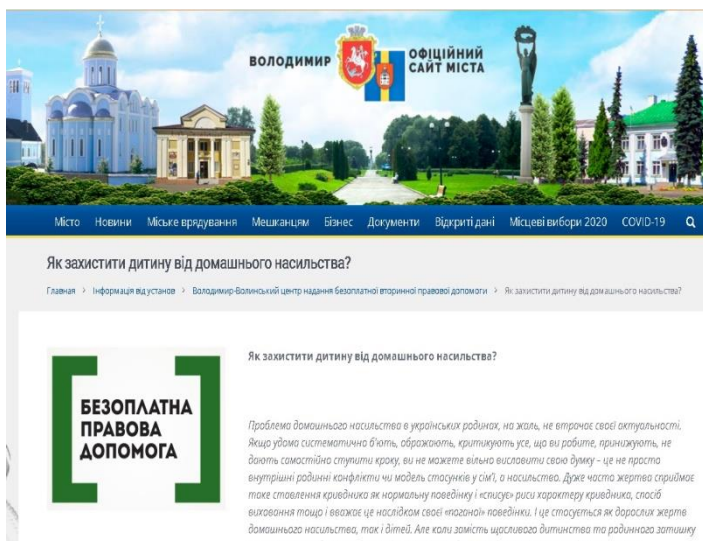 ВОЛОДИМИР
ОФІЦІЙНИЙ
САЙТ МІСТА
Місто Новини Міське врядування Мешканцям Бізнес Документи Відкриті дані Місцеві вибори 2020 COVID-19
Як захистити дитину від домашнього насильства?
Главная > Інформація від установ > Володимир-Волинський центр надання безоплатної вторинної правової допомоги > Як захистити дитину від домашнього насильства?
Як захистити дитину від домашнього насильства?
БЕЗОПЛАТНА
ПРАВОВА
ДОПОМОГА
Проблема домашнього насильства в українських родинах, на жаль, не втрачає своєї актуальності.
Якщо удома систематично б'ють, ображають, критикують усе, що ви робите, принижують, не
дають самостійно ступити кроку, ви не можете вільно висловити свою думку – це не просто
внутрішні родинні конфлікти чи модель стосунків у сім'ї, а насильство. Дуже часто жертва сприймає
таке ставлення кривдника як нормальну поведінку і «списує» риси характеру кривдника, спосіб
виховання тощо і вважає це наслідком своєї «поганої» поведінки. І це стосується як дорослих жертв
домашнього насильства, так і дітей. Але коли замість щасливого дитинства та родинного затишку